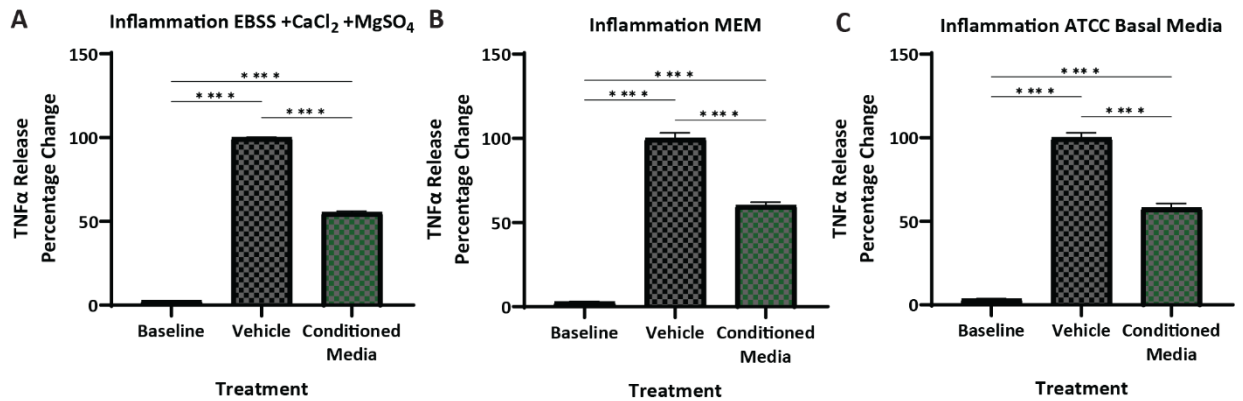 A
Inflammation EBSS +CaCl2 +MgSO4
TNFα Release
Percentage Change
150
100
50
0
* ** *
* ** *
* ** *
Baseline
Vehicle
Conditioned
Media
Treatment
B
Inflammation MEM
TNFα Release
Percentage Change
150
100
50
0
* ** *
* ** *
* ** *
Baseline
Vehicle
Conditioned
Media
Treatment
C
Inflammation ATCC Basal Media
TNFα Release
Percentage Change
150
100
50
0
* ** *
* ** *
* ** *
Baseline
Vehicle
Conditioned
Media
Treatment